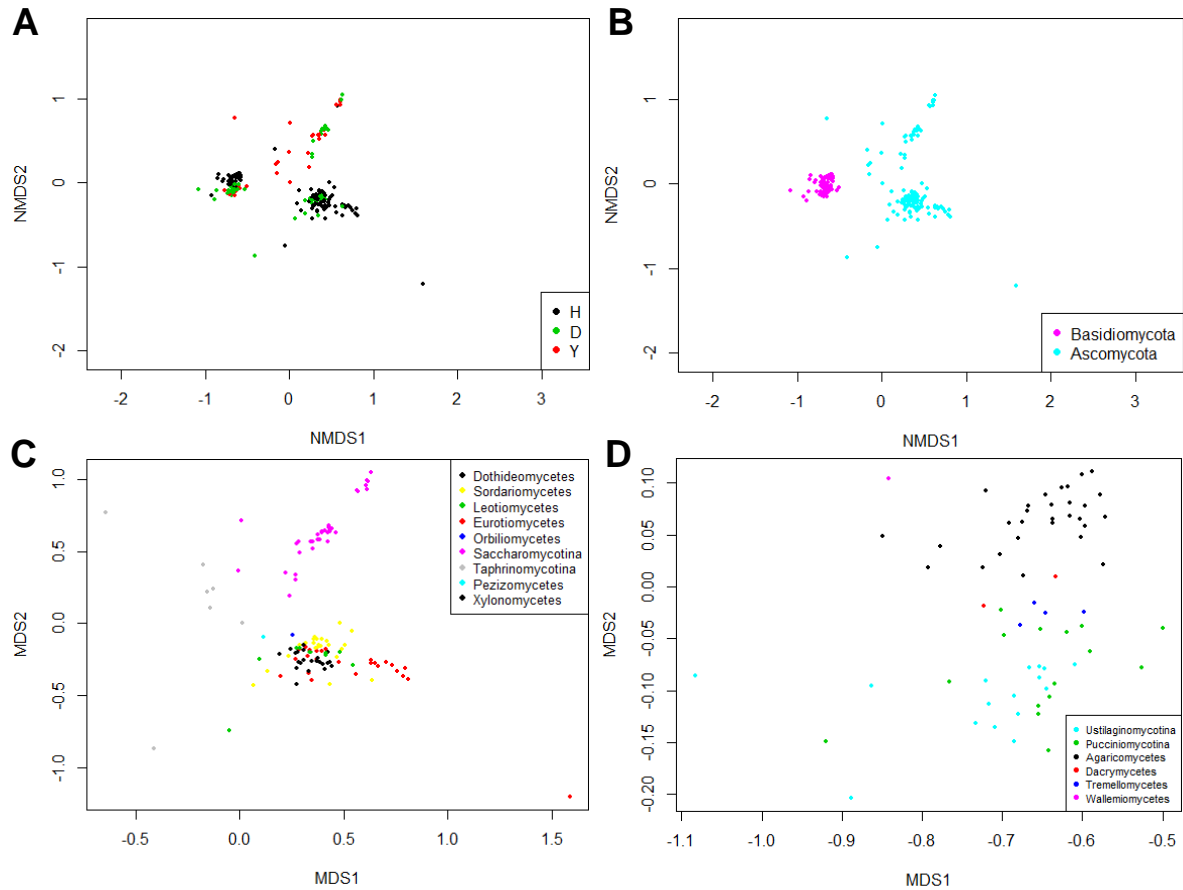 A
NMDS2
1
0
-1
-2
H
D
Y
-2 -1 0 1 2 3
NMDS1
B
NMDS2
1
0
-1
-2
Basidiomycota
Ascomycota
-2 -1 0 1 2 3
NMDS1
C
MDS2
1.0
0.5
0.0
-0.5
-1.0
Dothideomycetes
Sordariomycetes
Leotiomycetes
Eurotiomycetes
Orbiliomycetes
Saccharomycotina
Taphrinomycotina
Pezizomycetes
Xylonomycetes
-0.5 0.0 0.5 1.0 1.5
MDS1
D
MDS2
0.10
0.05
0.00
-0.05
-0.10
-0.15
-0.20
Ustilaginomycotina
Pucciniomycotina
Agaricomycetes
Dacrymycetes
Tremellomycetes
Wallemiomycetes
-1.1 -1.0 -0.9 -0.8 -0.7 -0.6 -0.5
MDS1